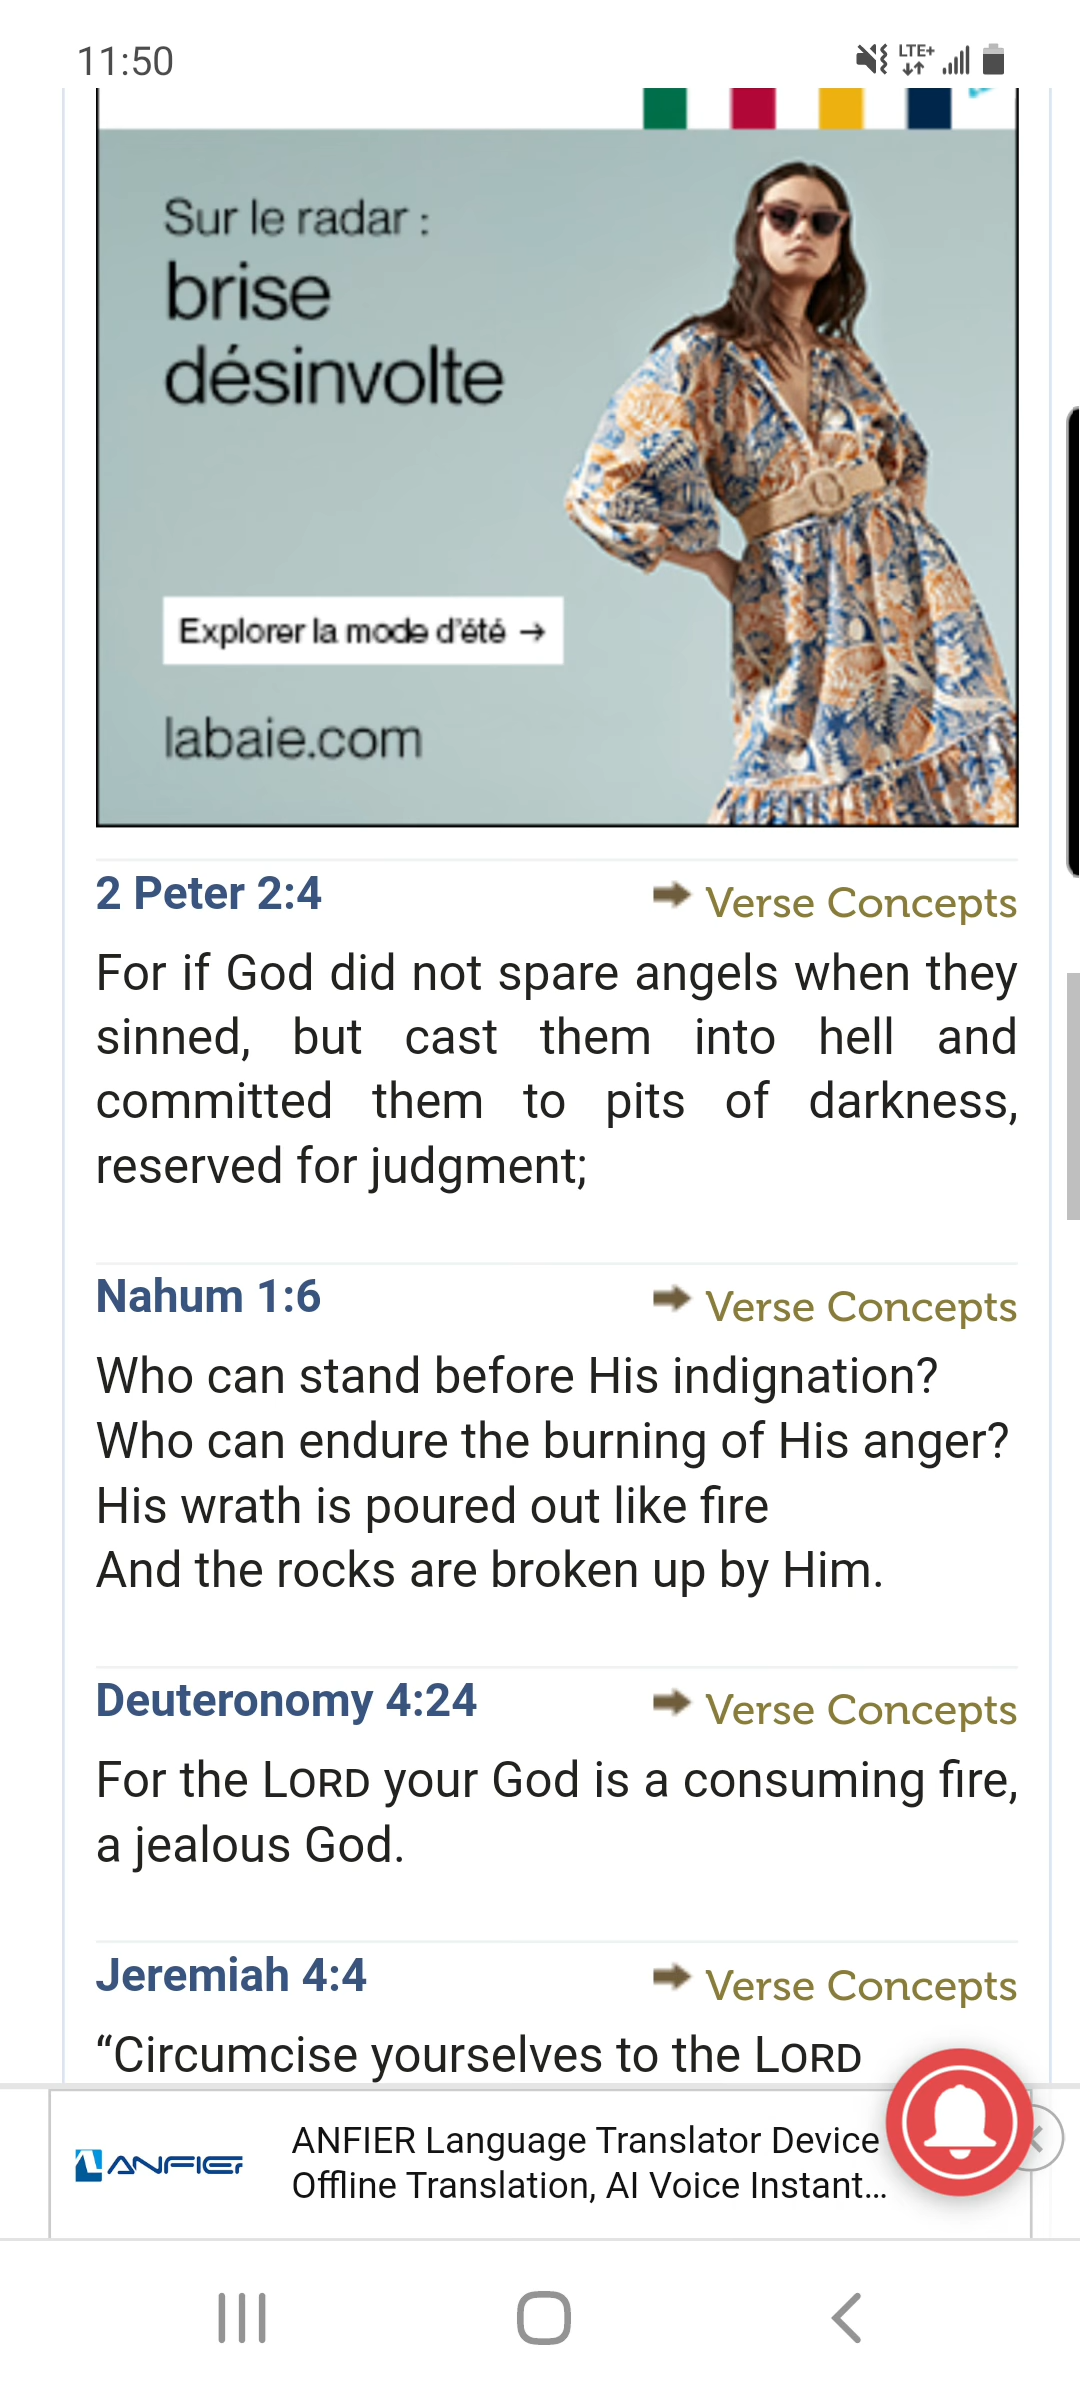 11:50
LTE+
Sur le radar :
brise
désinvolte
Explorer la mode d'été →
labaie.com
2 Peter 2:4
Verse Concepts
For if God did not spare angels when they
sinned, but cast them into hell and
committed them to pits of darkness,
reserved for judgment;
Nahum 1:6
Verse Concepts
Who can stand before His indignation?
Who can endure the burning of His anger?
His wrath is poured out like fire
And the rocks are broken up by Him.
Deuteronomy 4:24
Verse Concepts
For the LORD your God is a consuming fire,
a jealous God.
Jeremiah 4:4
Verse Concepts
“Circumcise yourselves to the LORD
ANFIER
ANFIER Language Translator Device
Offline Translation, AI Voice Instant...